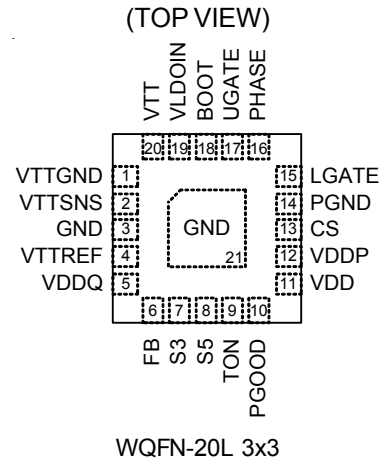 (TOP VIEW)
VTT
VLDOIN
BOOT
UGATE
PHASE
20 19 18 17 16
VTTGND 1
VTTSNS 2
GND 3
VTTREF 4
VDDQ 5
GND
21
15 LGATE
14 PGND
13 CS
12 VDDP
11 VDD
6 7 8 9 10
FB
S3
S5
TON
PGOOD
WQFN-20L 3x3